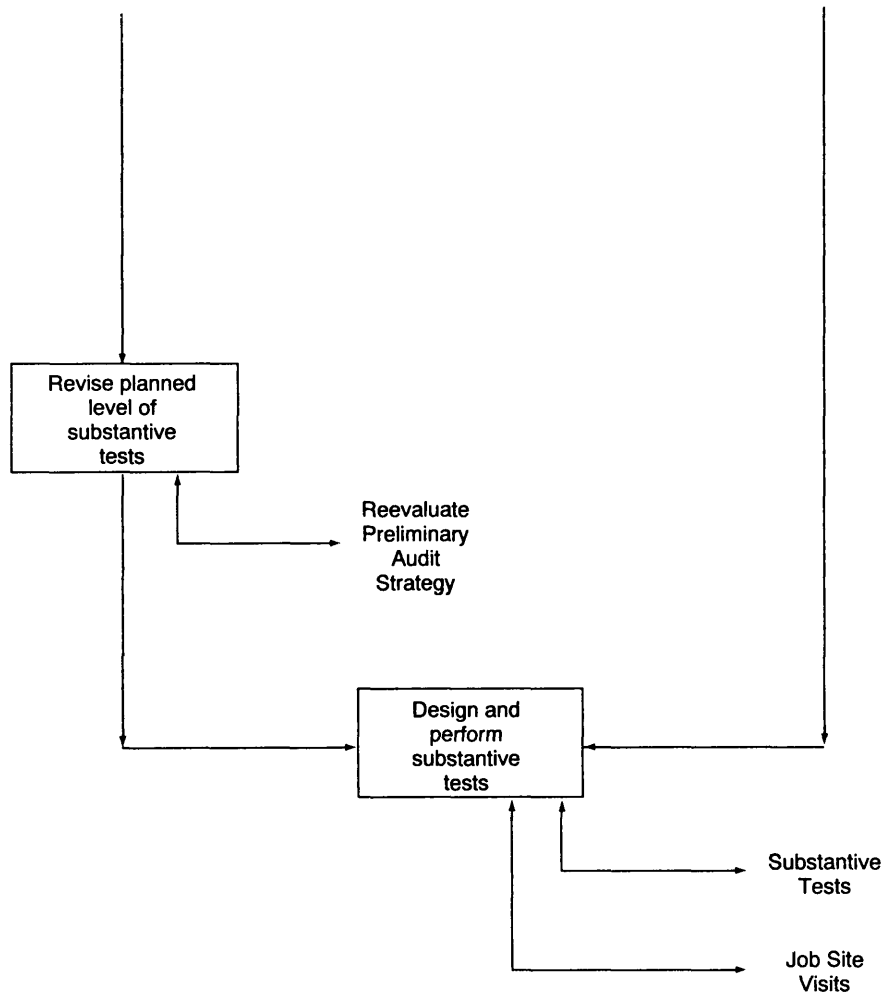 Revise planned
level of
substantive
tests
Reevaluate
Preliminary
Audit
Strategy
Design and
perform
substantive
tests
Substantive
Tests
Job Site
Visits